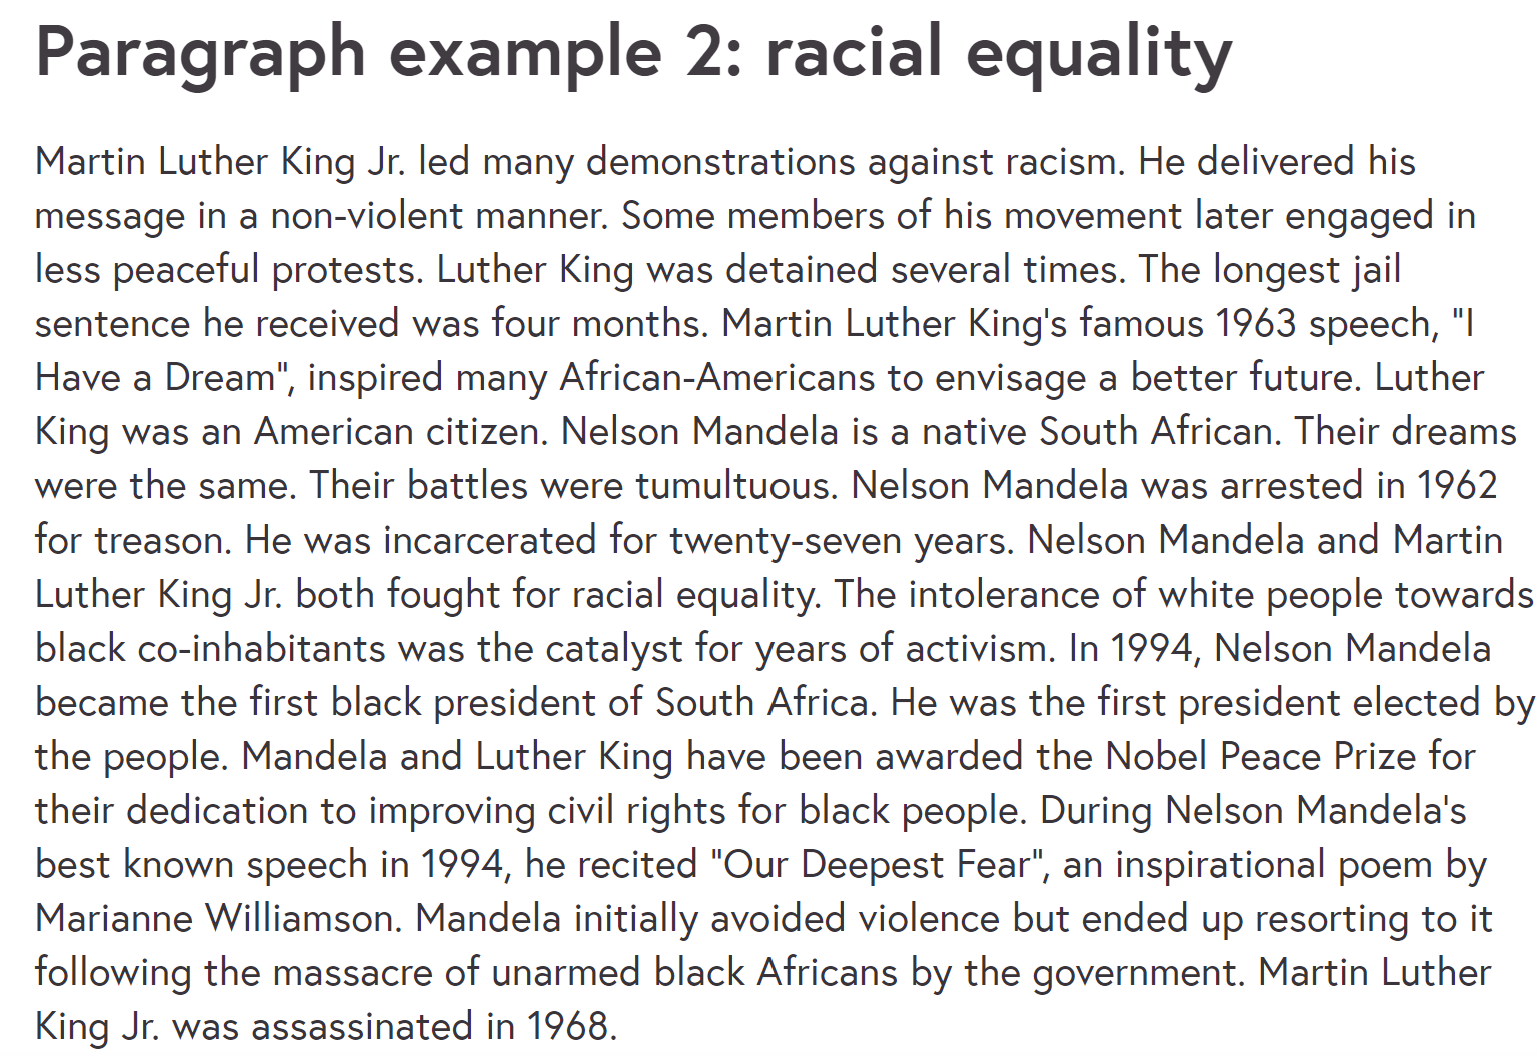 Paragraph example 2: racial equality
Martin Luther King Jr. led many demonstrations against racism. He delivered his
message in a non-violent manner. Some members of his movement later engaged in
less peaceful protests. Luther King was detained several times. The longest jail
sentence he received was four months. Martin Luther King's famous 1963 speech, "I
Have a Dream", inspired many African-Americans to envisage a better future. Luther
King was an American citizen. Nelson Mandela is a native South African. Their dreams
were the same. Their battles were tumultuous. Nelson Mandela was arrested in 1962
for treason. He was incarcerated for twenty-seven years. Nelson Mandela and Martin
Luther King Jr. both fought for racial equality. The intolerance of white people towards
black co-inhabitants was the catalyst for years of activism. In 1994, Nelson Mandela
became the first black president of South Africa. He was the first president elected by
the people. Mandela and Luther King have been awarded the Nobel Peace Prize for
their dedication to improving civil rights for black people. During Nelson Mandela's
best known speech in 1994, he recited "Our Deepest Fear", an inspirational poem by
Marianne Williamson. Mandela initially avoided violence but ended up resorting to it
following the massacre of unarmed black Africans by the government. Martin Luther
King Jr. was assassinated in 1968.